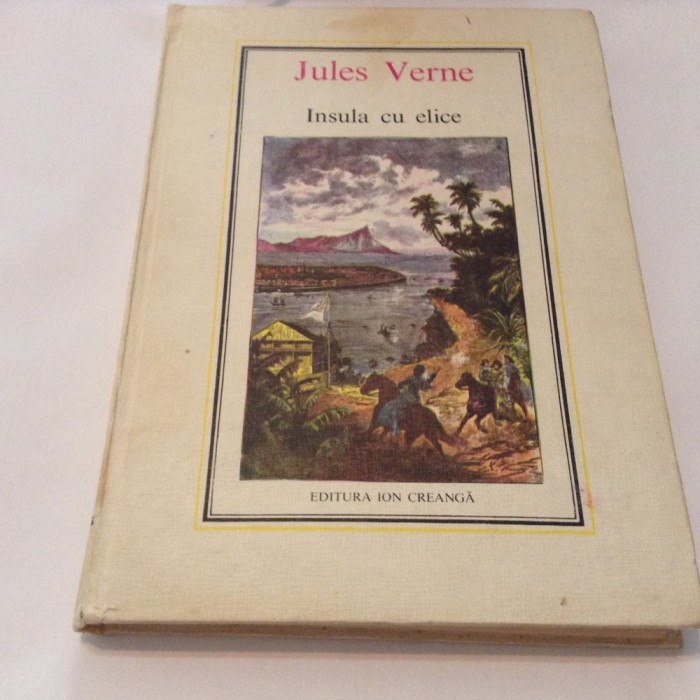 Jules Verne
Insula cu elice
EDITURA ION CREANGĂ